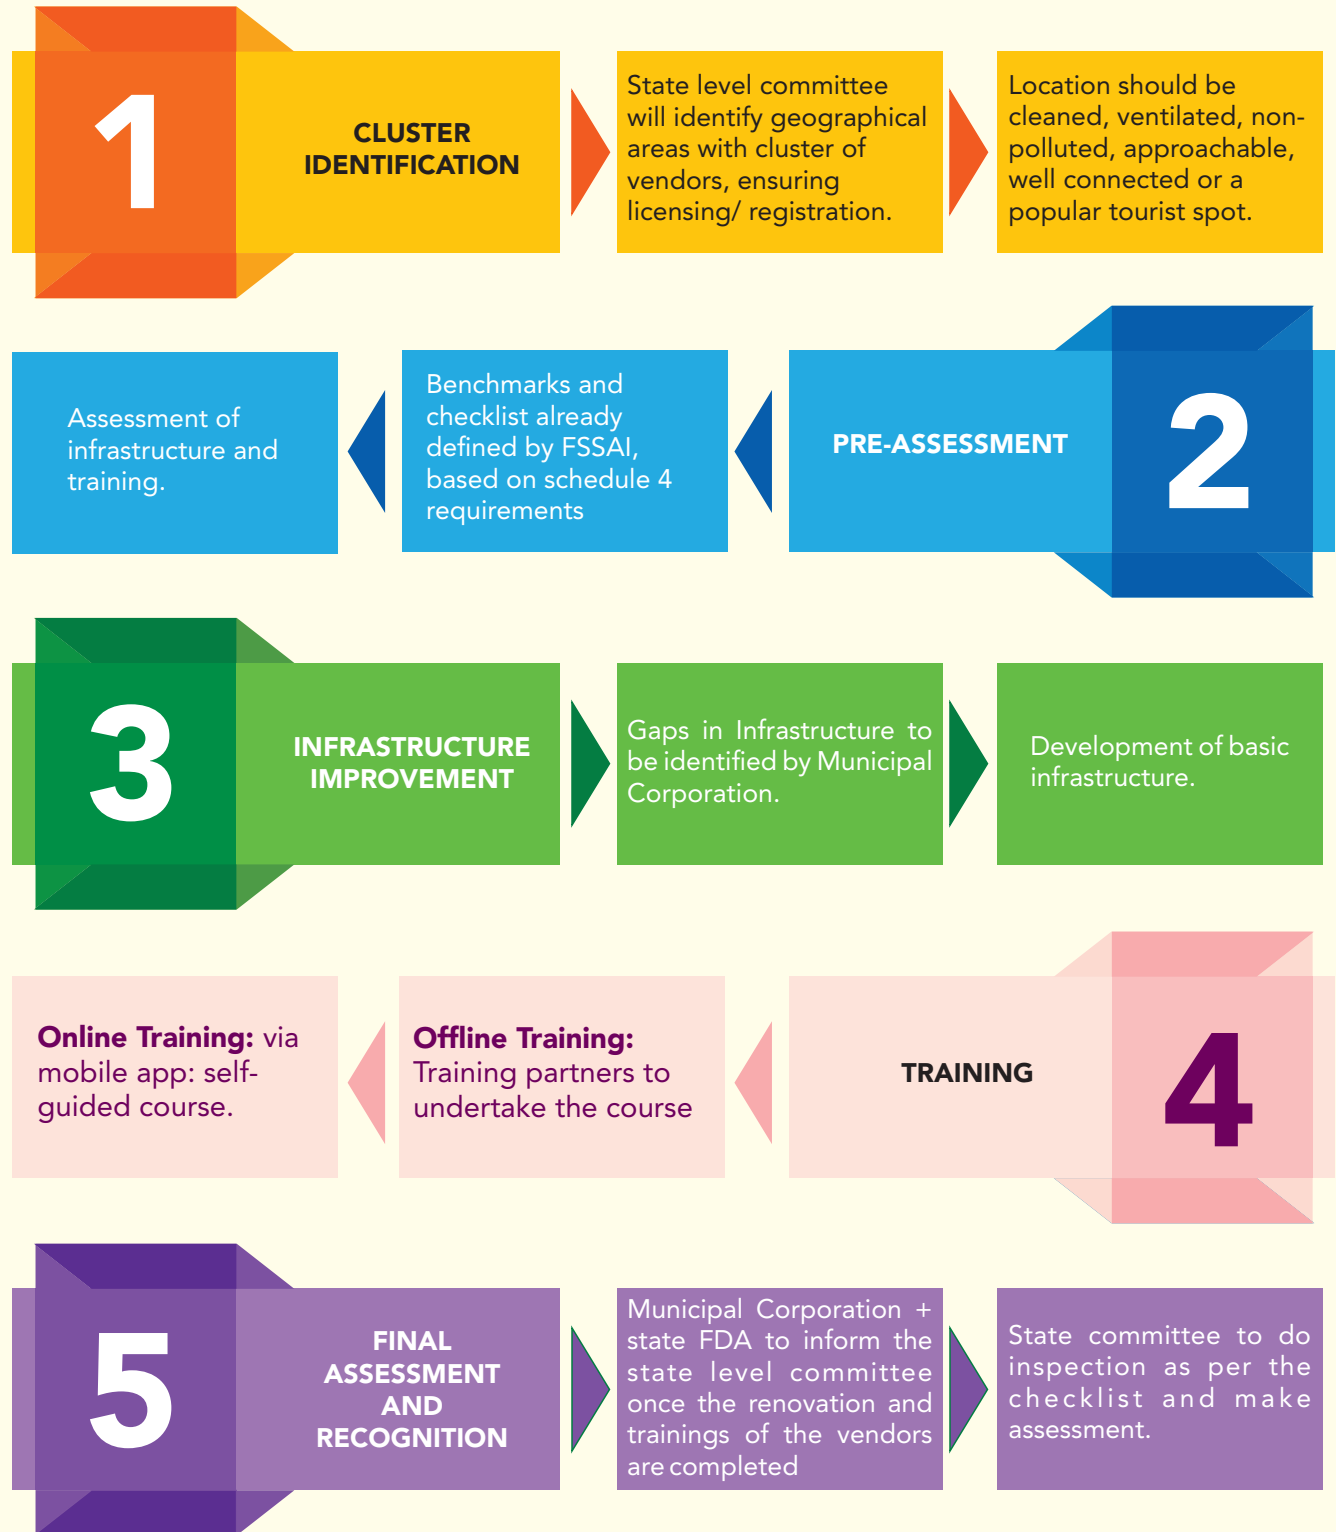 1
CLUSTER
IDENTIFICATION
State level committee
will identify geographical
areas with cluster of
vendors, ensuring
licensing/ registration.
Location should be
cleaned, ventilated, non-
polluted, approachable,
well connected or a
popular tourist spot.
2
PRE-ASSESSMENT
Benchmarks and
checklist already
defined by FSSAI,
based on schedule 4
requirements
Assessment of
infrastructure and
training.
3
INFRASTRUCTURE
IMPROVEMENT
Gaps in Infrastructure to
be identified by Municipal
Corporation.
Development of basic
infrastructure.
4
TRAINING
Offline Training:
Training partners to
undertake the course
Online Training: via
mobile app: self-
guided course.
5
FINAL
ASSESSMENT
AND
RECOGNITION
Municipal Corporation +
state FDA to inform the
state level committee
once the renovation and
trainings of the vendors
are completed
State committee to do
inspection as per the
checklist and make
assessment.